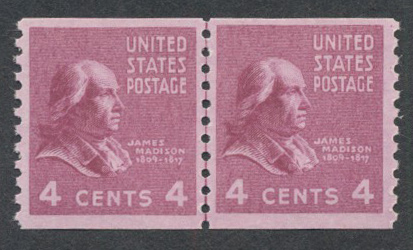 UNITED
STATES
POSTAGE
JAMES
MADISON
1809-1817
4 CENTS 4
UNITED
STATES
POSTAGE
JAMES
MADISON
1809-1817
4 CENTS 4